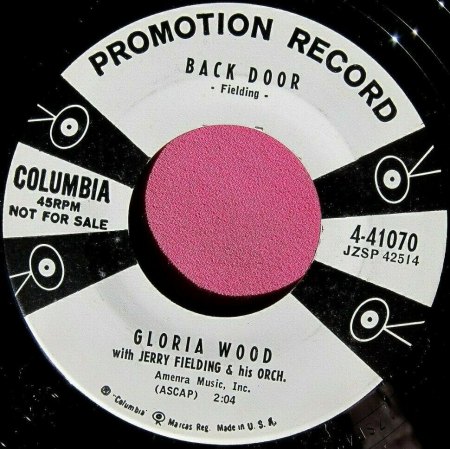 PROMOTION RECORD
BACK DOOR
- Fielding -
COLUMBIA
45RPM
NOT FOR SALE
4-41070
JZSP 42514
GLORIA WOOD
with JERRY FIELDING & his ORCH.
Amenra Music, Inc.
(ASCAP) 2:04
® "Columbia" Marcas Reg. Made in U.S.A.